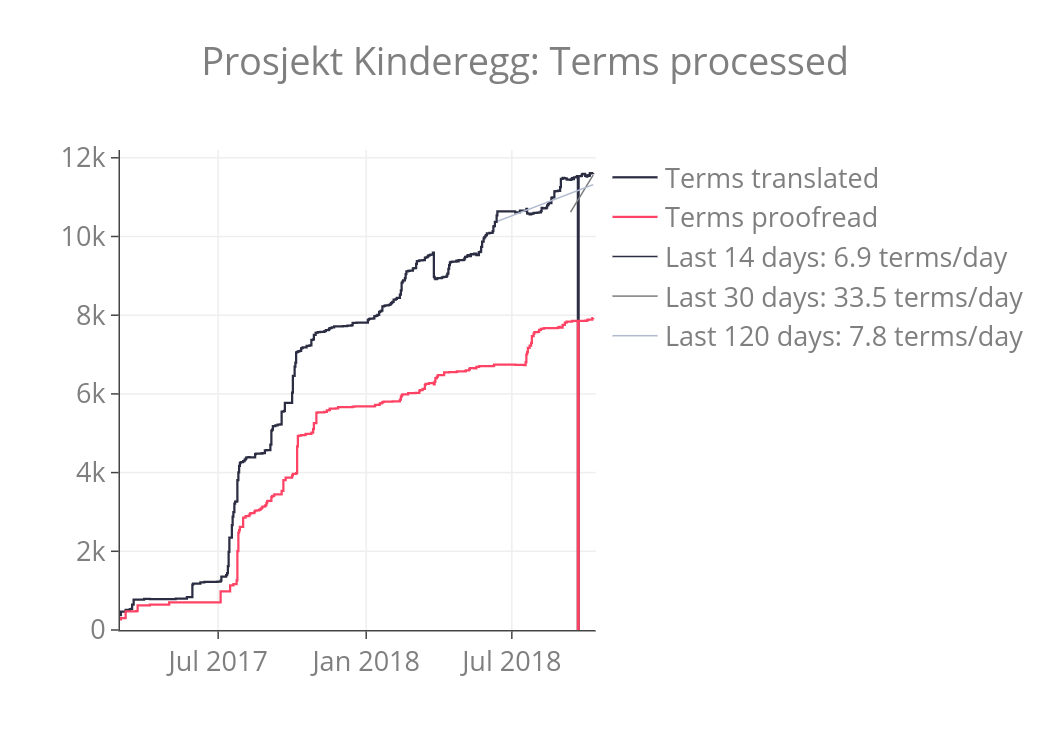 Prosjekt Kinderegg: Terms processed
12k
10k
8k
6k
4k
2k
0
Jul 2017
Jan 2018
Jul 2018
Terms translated
Terms proofread
Last 14 days: 6.9 terms/day
Last 30 days: 33.5 terms/day
Last 120 days: 7.8 terms/day